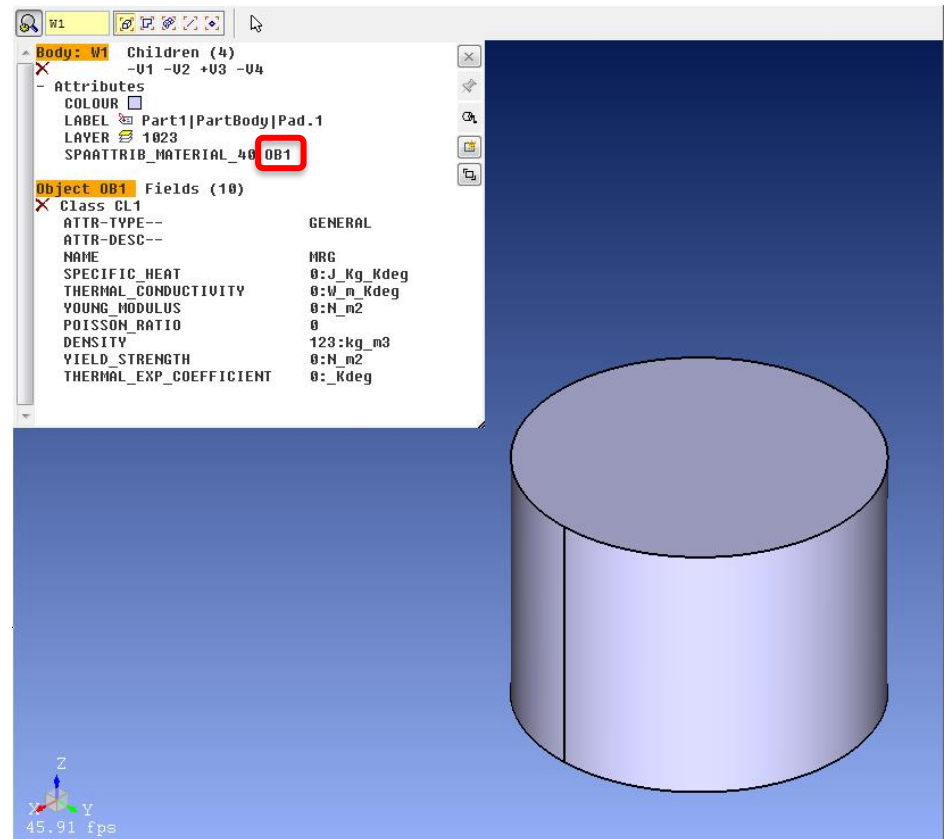 W1
Body: W1 Children (4)
-V1 -V2 +V3 -V4
- Attributes
COLOUR
LABEL Part1|PartBody|Pad.1
LAYER 1023
SPAATTRIB_MATERIAL_40 OB1
Object OB1 Fields (10)
Class CL1
ATTR-TYPE-- GENERAL
ATTR-DESC--
NAME MRG
SPECIFIC_HEAT 0:J_Kg_Kdeg
THERMAL_CONDUCTIVITY 0:W_m_Kdeg
YOUNG_MODULUS 0:N_m2
POISSON_RATIO 0
DENSITY 123:kg_m3
YIELD_STRENGTH 0:N_m2
THERMAL_EXP_COEFFICIENT 0:_Kdeg
Z
X Y
45.91 fps